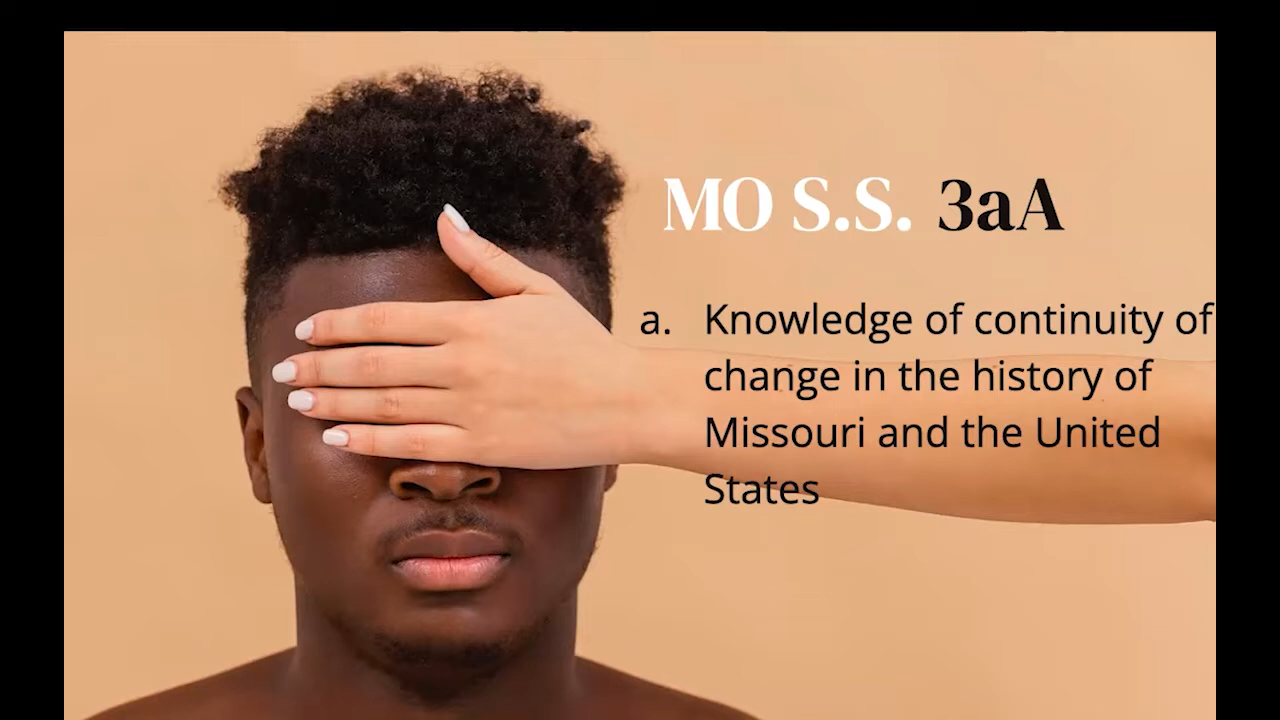 MO S.S. 3aA
a. Knowledge of continuity of
change in the history of
Missouri and the United
States